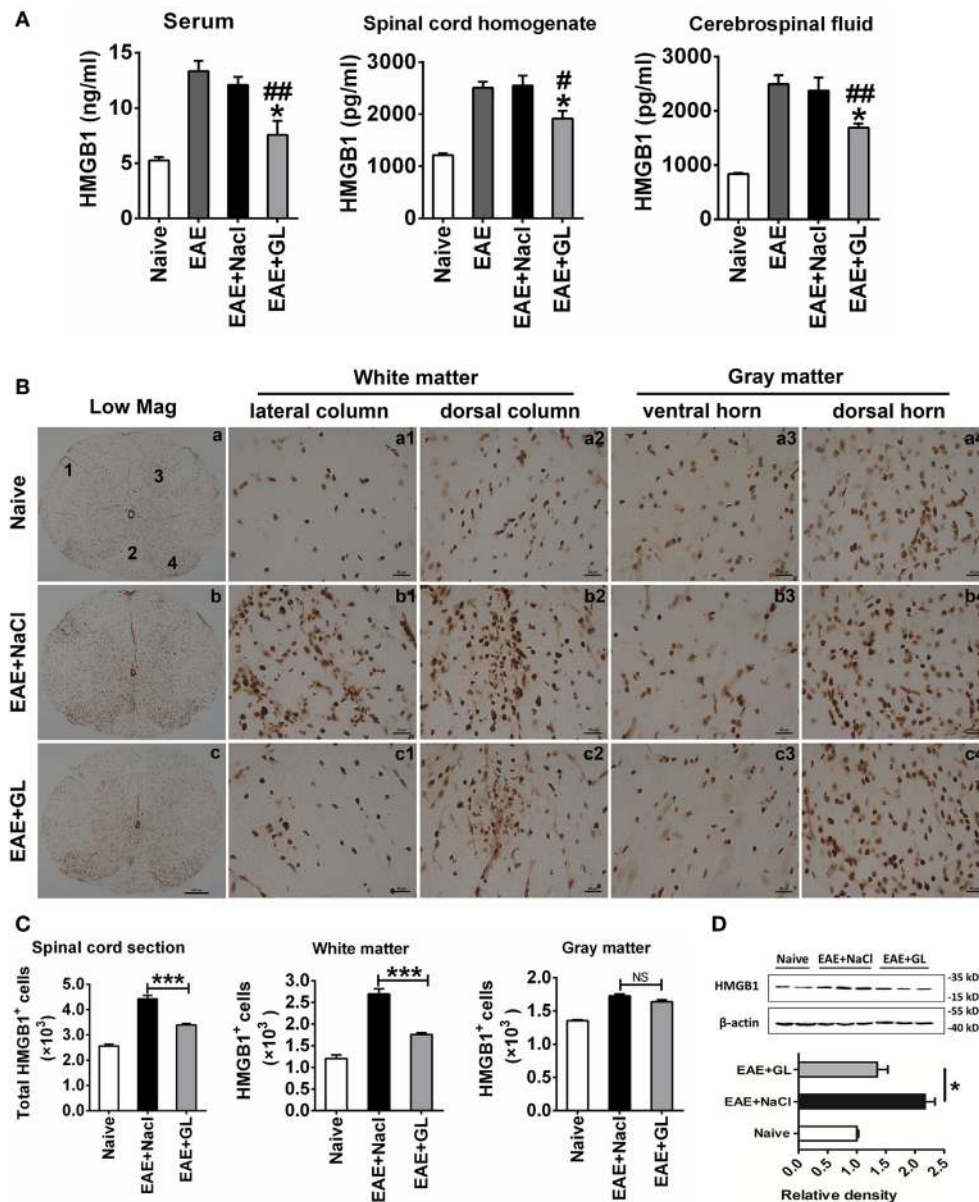 A
Serum
HMGB1 (ng/ml)
15
10
5
0
##
*
Naive
EAE
EAE+Nacl
EAE+GL
Spinal cord homogenate
HMGB1 (pg/ml)
3000
2000
1000
0
#
*
Naive
EAE
EAE+Nacl
EAE+GL
Cerebrospinal fluid
HMGB1 (pg/ml)
3000
2000
1000
0
##
*
Naive
EAE
EAE+Nacl
EAE+GL
B
White matter
Gray matter
Low Mag
lateral column
dorsal column
ventral horn
dorsal horn
Naive
a
1
3
2
4
a1
a2
a3
a4
EAE+NaCl
b
b1
b2
b3
b4
EAE+GL
c
c1
c2
c3
c4
C
Spinal cord section
Total HMGB1+ cells
(×10³)
5.0
4.0
3.0
2.0
1.0
0.0
***
Naive
EAE+Nacl
EAE+GL
White matter
HMGB1+ cells
(×10³)
3.0
2.5
2.0
1.5
1.0
0.5
0.0
***
Naive
EAE+Nacl
EAE+GL
Gray matter
HMGB1+ cells
(×10³)
2.0
1.5
1.0
0.5
0.0
NS
Naive
EAE+Nacl
EAE+GL
D
Naive EAE+NaCl EAE+GL
HMGB1
-35 kD
-15 kD
β-actin
-55 kD
-40 kD
EAE+GL
EAE+NaCl
Naive
*
0.0
0.5
1.0
1.5
2.0
2.5
Relative density